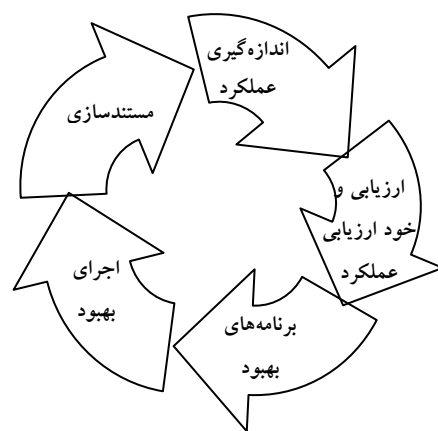 اندازه‌گیری
عملکرد
ارزیابی و
خود ارزیابی
عملکرد
برنامه‌های
بهبود
اجرای
بهبود
مستندسازی